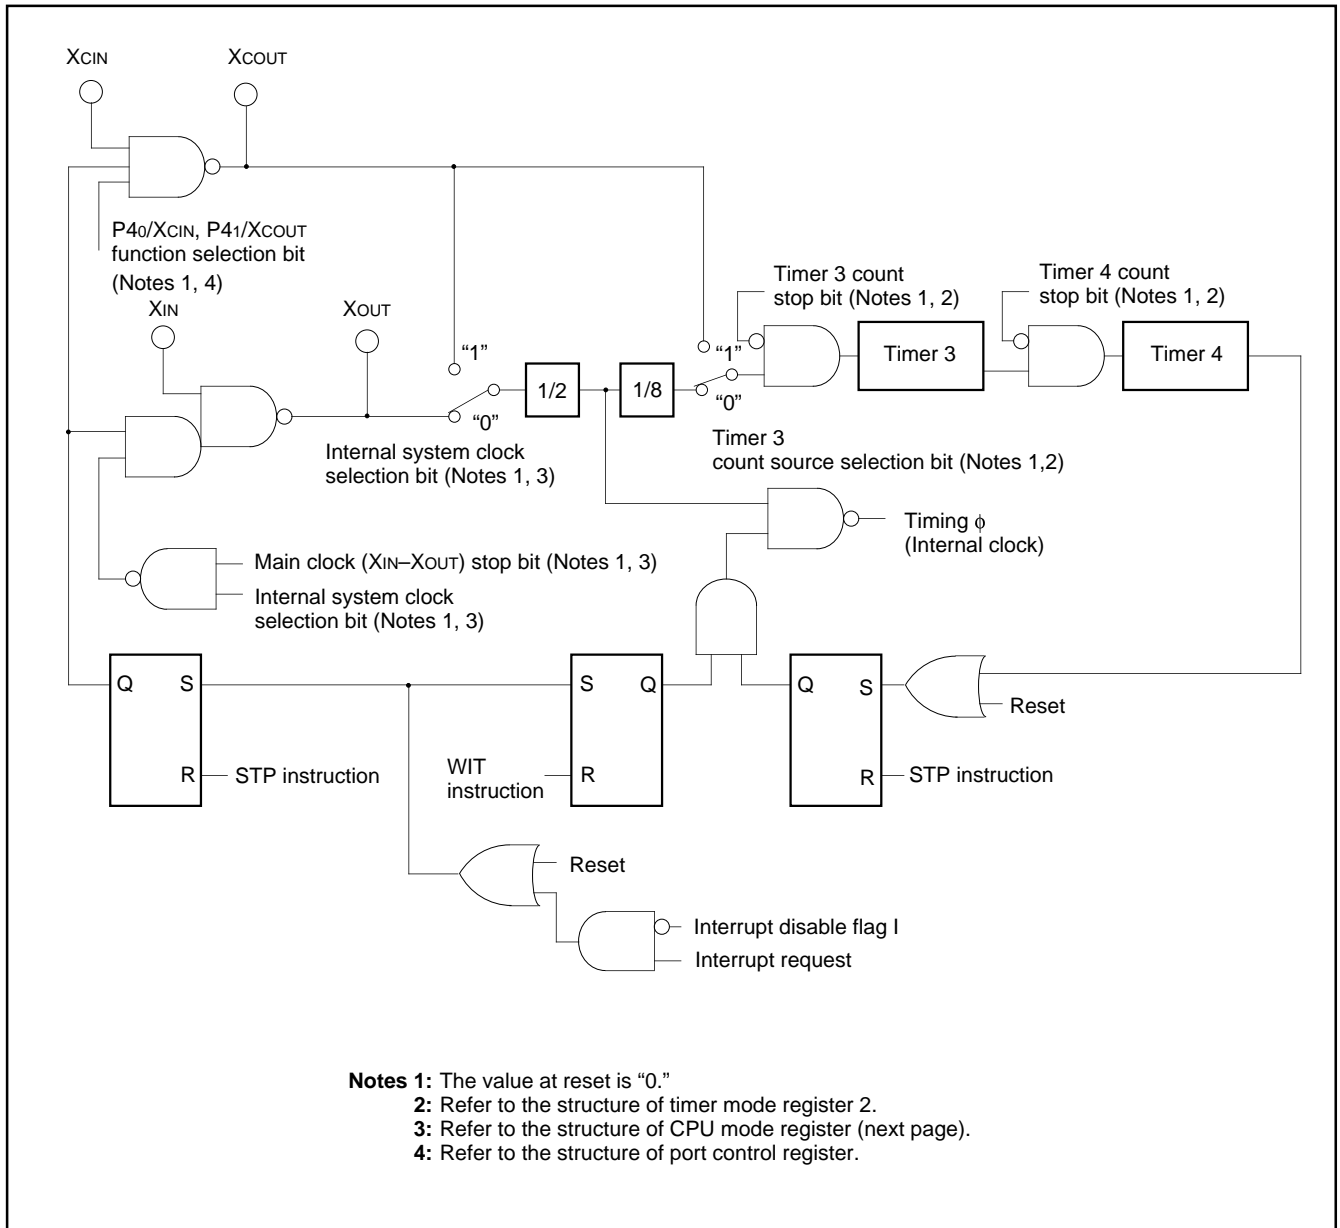 XCIN
XCOUT
P40/XCIN, P41/XCOUT
function selection bit
(Notes 1, 4)
XIN
XOUT
“1”
“0”
Internal system clock
selection bit (Notes 1, 3)
1/2
1/8
“1”
“0”
Timer 3 count
stop bit (Notes 1, 2)
Timer 3
Timer 4 count
stop bit (Notes 1, 2)
Timer 4
Timer 3
count source selection bit (Notes 1,2)
Timing ϕ
(Internal clock)
Main clock (XIN–XOUT) stop bit (Notes 1, 3)
Internal system clock
selection bit (Notes 1, 3)
Q
S
R
STP instruction
S
Q
WIT
instruction
R
Q
S
R
STP instruction
Reset
Reset
Interrupt disable flag I
Interrupt request
Notes 1: The value at reset is “0.”
2: Refer to the structure of timer mode register 2.
3: Refer to the structure of CPU mode register (next page).
4: Refer to the structure of port control register.